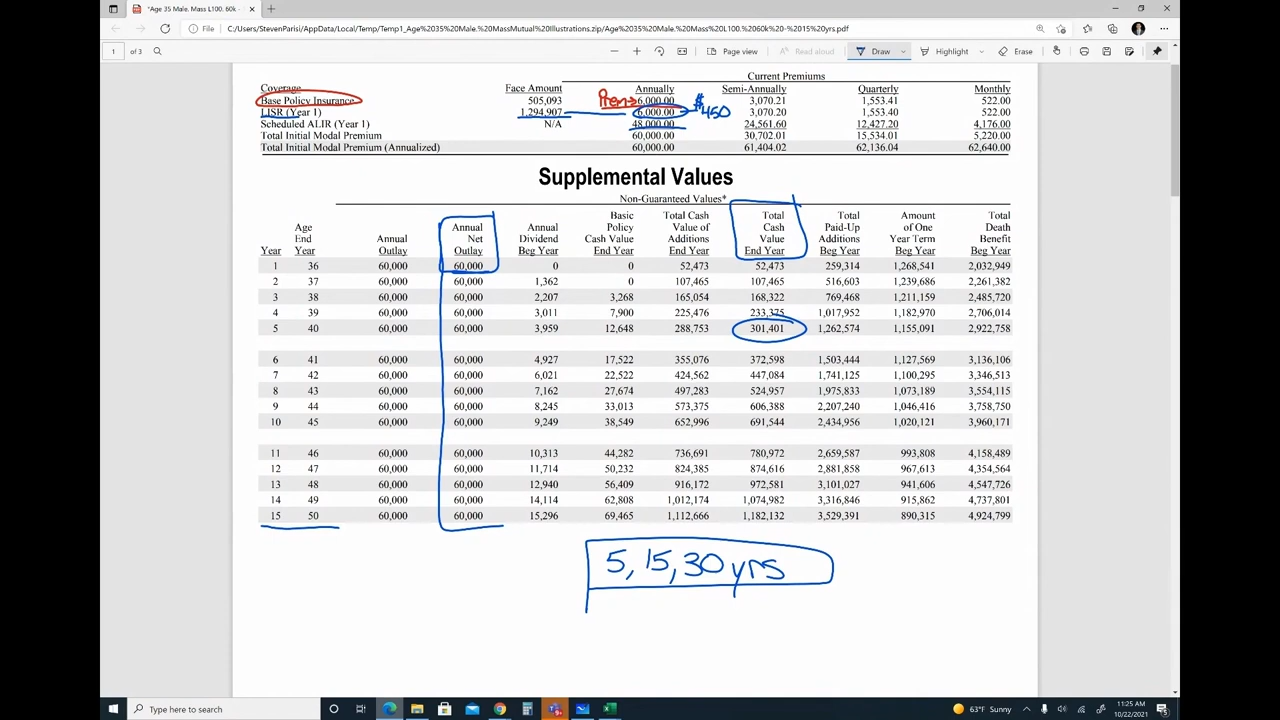 "Age 35 Male. Mass L100. 60k -
File
C:/Users/StevenParisi/AppData/Local/Temp/Temp1_Age%2035%20Male.%20MassMutual%20Illustrations.zip/Age%2035%20Male.%20Mass%20L100.%2060k%20-%2015%20yrs.pdf
1 of 3 Page view Read aloud Draw Highlight Erase
Current Premiums
Coverage Face Amount Annually Semi-Annually Quarterly Monthly
Base Policy Insurance 505,093 Prem 6,000.00 3,070.21 1,553.41 522.00
LISR (Year 1) 1,294,907 6,000.00 $450 3,070.20 1,553.40 522.00
Scheduled ALIR (Year 1) N/A 48,000.00 24,561.60 12,427.20 4,176.00
Total Initial Modal Premium 60,000.00 30,702.01 15,534.01 5,220.00
Total Initial Modal Premium (Annualized) 60,000.00 61,404.02 62,136.04 62,640.00
Supplemental Values
Non-Guaranteed Values*
Basic Total Cash Total Total Amount Total
Age Annual Annual Policy Value of Cash Paid-Up of One Death
End Annual Net Dividend Cash Value Additions Value Additions Year Term Benefit
Year Year Outlay Outlay Beg Year End Year End Year End Year Beg Year Beg Year Beg Year
1 36 60,000 60,000 0 0 52,473 52,473 259,314 1,268,541 2,032,949
2 37 60,000 60,000 1,362 0 107,465 107,465 516,603 1,239,686 2,261,382
3 38 60,000 60,000 2,207 3,268 165,054 168,322 769,468 1,211,159 2,485,720
4 39 60,000 60,000 3,011 7,900 225,476 233,375 1,017,952 1,182,970 2,706,014
5 40 60,000 60,000 3,959 12,648 288,753 301,401 1,262,574 1,155,091 2,922,758
6 41 60,000 60,000 4,927 17,522 355,076 372,598 1,503,444 1,127,569 3,136,106
7 42 60,000 60,000 6,021 22,522 424,562 447,084 1,741,125 1,100,295 3,346,513
8 43 60,000 60,000 7,162 27,674 497,283 524,957 1,975,833 1,073,189 3,554,115
9 44 60,000 60,000 8,245 33,013 573,375 606,388 2,207,240 1,046,416 3,758,750
10 45 60,000 60,000 9,249 38,549 652,996 691,544 2,434,956 1,020,121 3,960,171
11 46 60,000 60,000 10,313 44,282 736,691 780,972 2,659,587 993,808 4,158,489
12 47 60,000 60,000 11,714 50,232 824,385 874,616 2,881,858 967,613 4,354,564
13 48 60,000 60,000 12,940 56,409 916,172 972,581 3,101,027 941,606 4,547,726
14 49 60,000 60,000 14,114 62,808 1,012,174 1,074,982 3,316,846 915,862 4,737,801
15 50 60,000 60,000 15,296 69,465 1,112,666 1,182,132 3,529,391 890,315 4,924,799
5, 15, 30 yrs
Type here to search
63°F Sunny
11:25 AM
10/22/2021
5